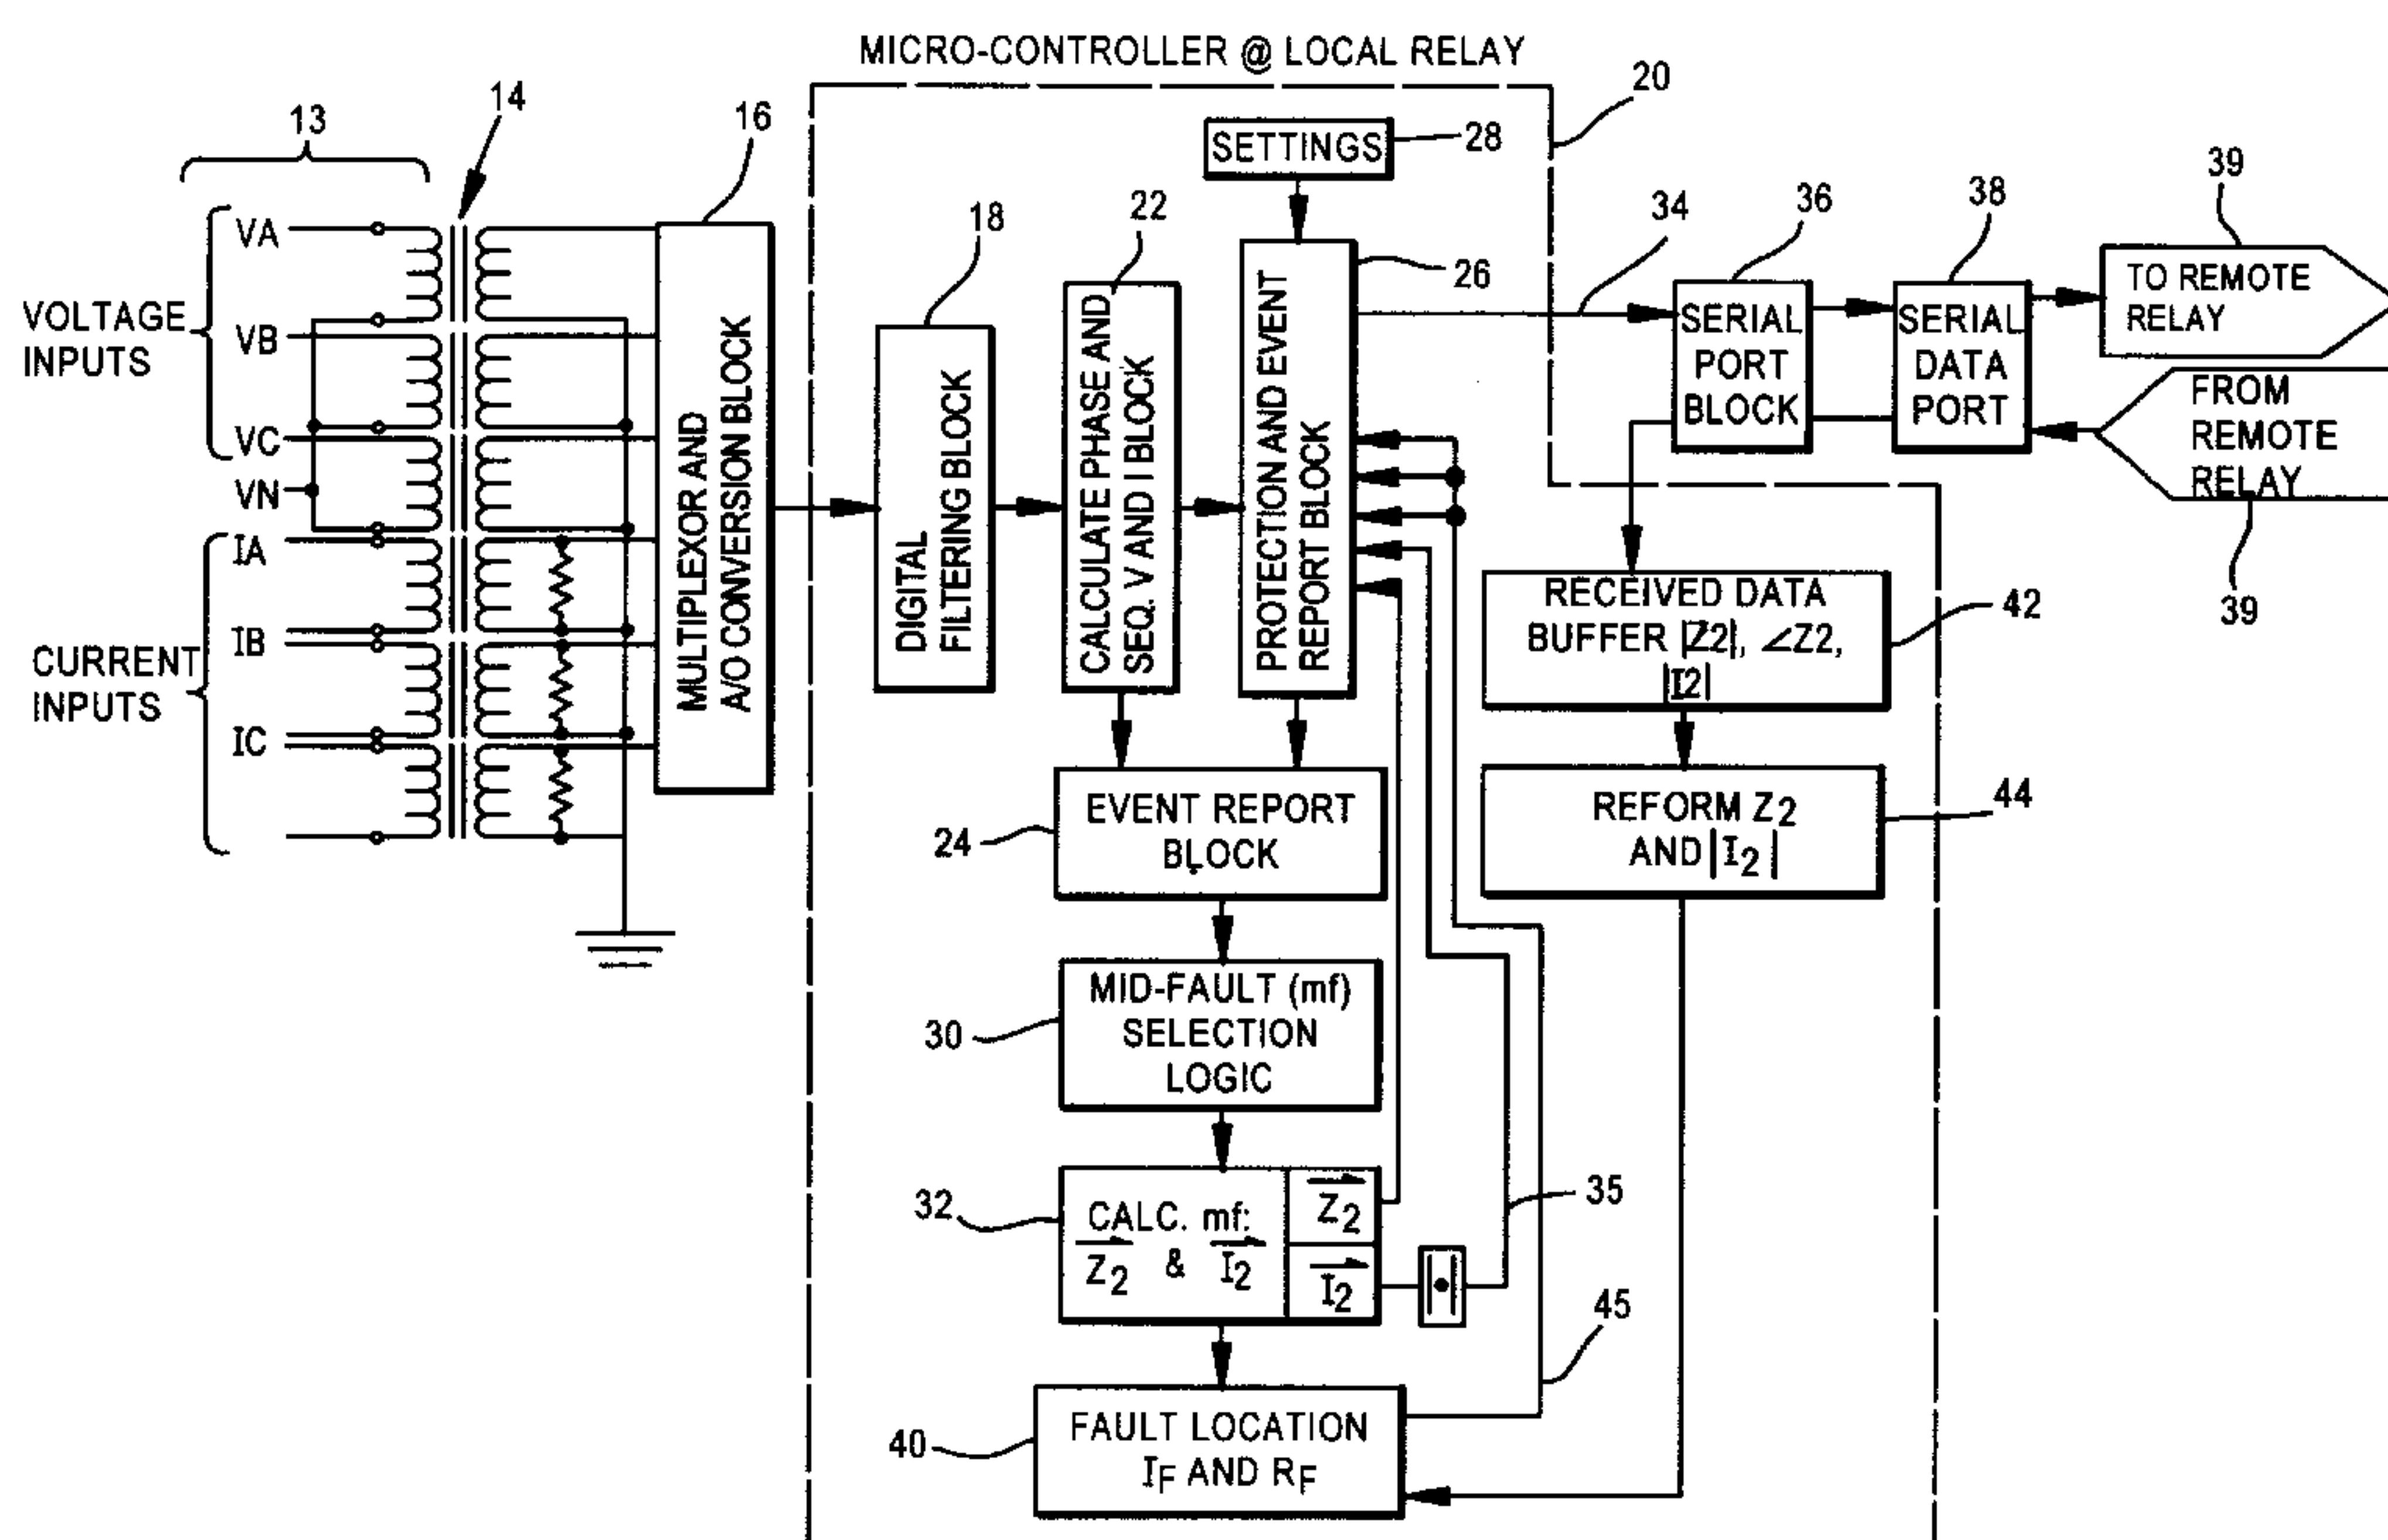 MICRO-CONTROLLER @ LOCAL RELAY
20
13
14
16
SETTINGS
28
39
VOLTAGE
INPUTS
VA
VB
VC
VN
CURRENT
INPUTS
IA
IB
IC
MULTIPLEXOR AND
A/O CONVERSION BLOCK
18
DIGITAL
FILTERING BLOCK
22
CALCULATE PHASE AND
SEQ. V AND I BLOCK
26
PROTECTION AND EVENT
REPORT BLOCK
34
36
SERIAL
PORT
BLOCK
38
SERIAL
DATA
PORT
TO REMOTE
RELAY
FROM
REMOTE
RELAY
39
RECEIVED DATA
BUFFER |Z2|, ∠Z2,
|I2|
42
REFORM Z2
AND |I2|
44
24
EVENT REPORT
BLOCK
30
MID-FAULT (mf)
SELECTION
LOGIC
32
CALC. mf:
Z2 & I2
Z2
I2
35
45
40
FAULT LOCATION
IF AND RF